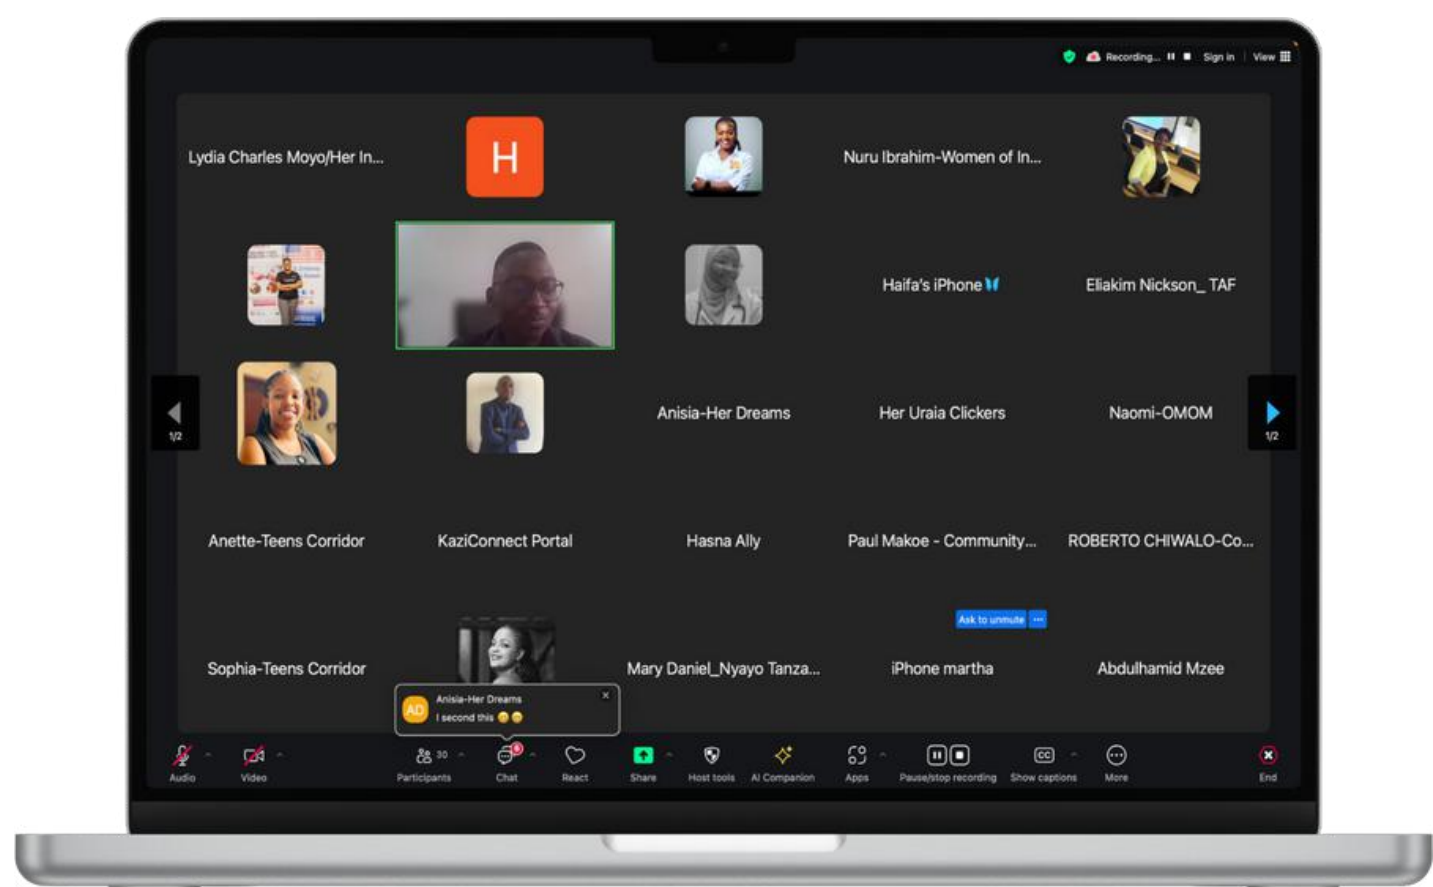 Recording... Sign in View
Lydia Charles Moyo/Her In...
H
Nuru Ibrahim-Women of In...
Haifa's iPhone🦋
Eliakim Nickson_ TAF
1/2
Anisia-Her Dreams
Her Uraia Clickers
Naomi-OMOM
1/2
Anette-Teens Corridor
KaziConnect Portal
Hasna Ally
Paul Makoe - Community...
ROBERTO CHIWALO-Co...
Ask to unmute ...
Sophia-Teens Corridor
Mary Daniel_Nyayo Tanza...
iPhone martha
Abdulhamid Mzee
AD
Anisia-Her Dreams
I second this
30
CC
Audio
Video
Participants
Chat
React
Share
Host tools
AI Companion
Apps
Pause/stop recording
Show captions
More
End